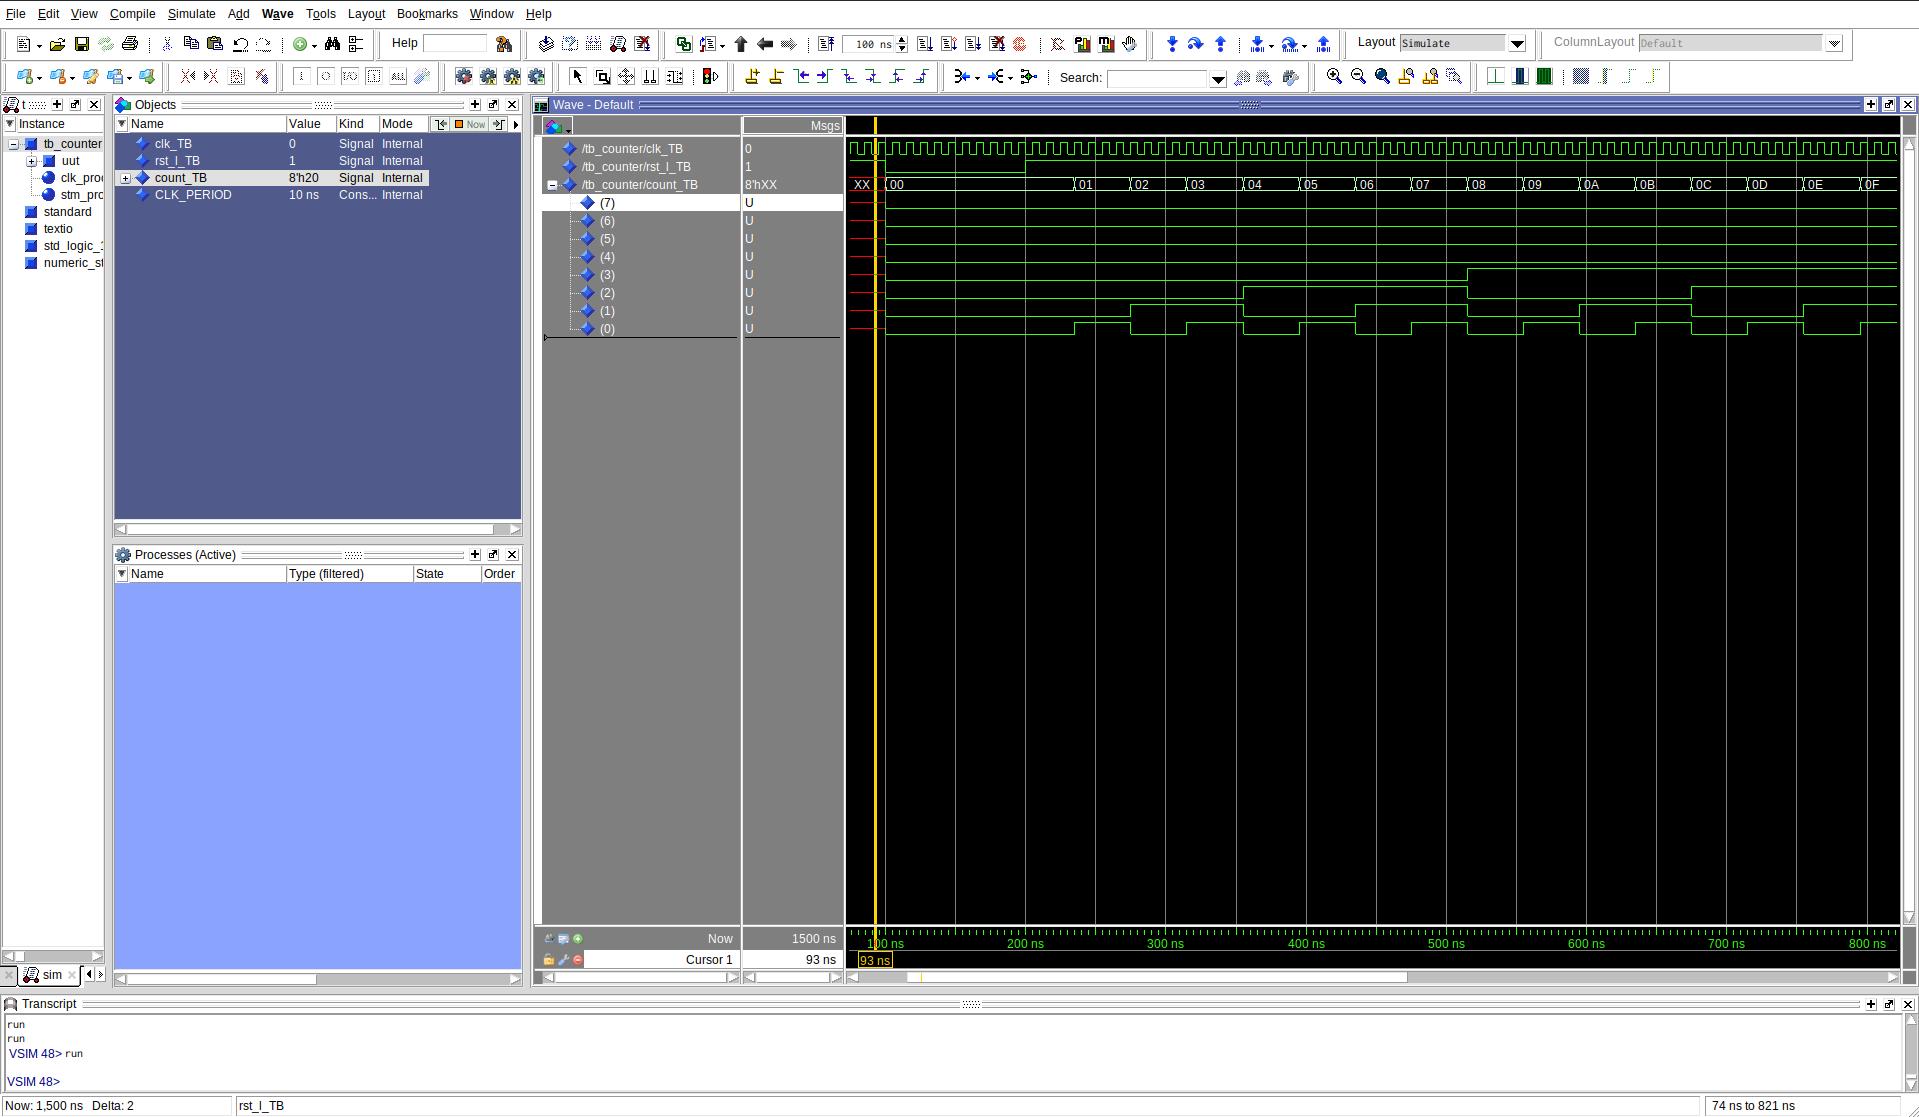 File Edit View Compile Simulate Add Wave Tools Layout Bookmarks Window Help
Help 100 ns Layout Simulate ColumnLayout Default
Search:
t
Instance
tb_counter
uut
clk_pro
stm_pro
standard
textio
std_logic_1
numeric_st
sim
Objects
Name Value Kind Mode Now
clk_TB 0 Signal Internal
rst_l_TB 1 Signal Internal
count_TB 8'h20 Signal Internal
CLK_PERIOD 10 ns Cons... Internal
Processes (Active)
Name Type (filtered) State Order
Wave - Default
Msgs
/tb_counter/clk_TB 0
/tb_counter/rst_l_TB 1
/tb_counter/count_TB 8'hXX XX 00 01 02 03 04 05 06 07 08 09 0A 0B 0C 0D 0E 0F
(7) U
(6) U
(5) U
(4) U
(3) U
(2) U
(1) U
(0) U
Now 1500 ns 100 ns 200 ns 300 ns 400 ns 500 ns 600 ns 700 ns 800 ns
Cursor 1 93 ns 93 ns
Transcript
run
run
VSIM 48> run
VSIM 48>
Now: 1,500 ns Delta: 2 rst_l_TB 74 ns to 821 ns